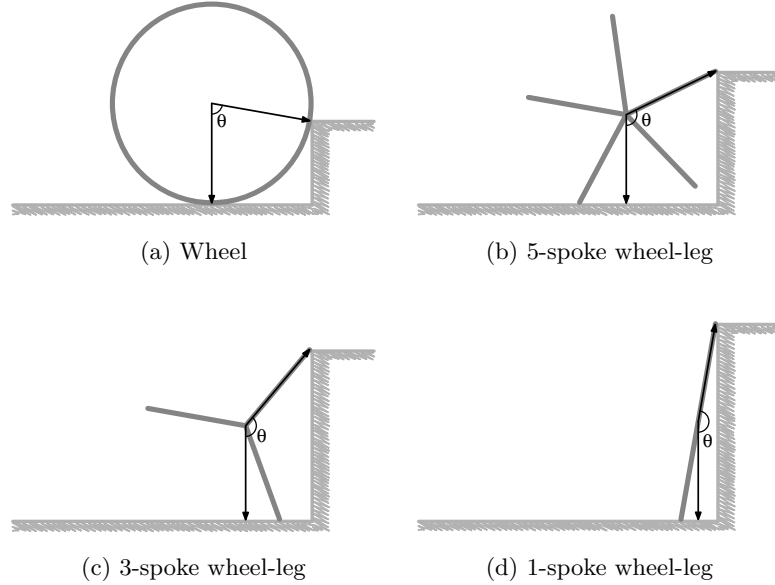 θ
θ
(a) Wheel
(b) 5-spoke wheel-leg
θ
θ
(c) 3-spoke wheel-leg
(d) 1-spoke wheel-leg